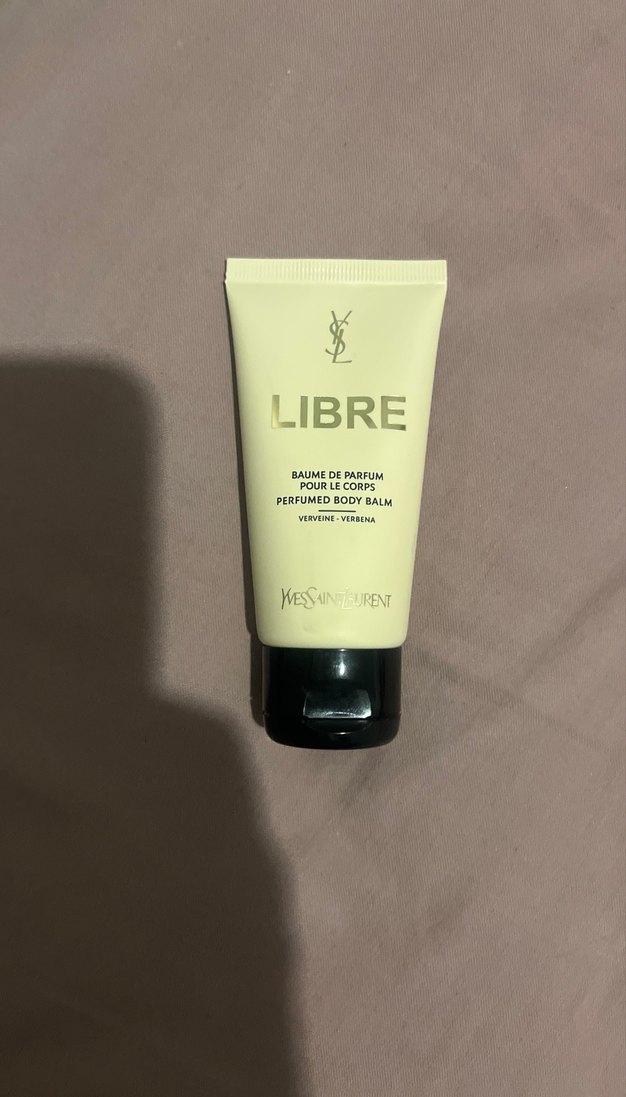 YSL
LIBRE
BAUME DE PARFUM
POUR LE CORPS
PERFUMED BODY BALM
VERVEINE - VERBENA
YVESSAINTLAURENT